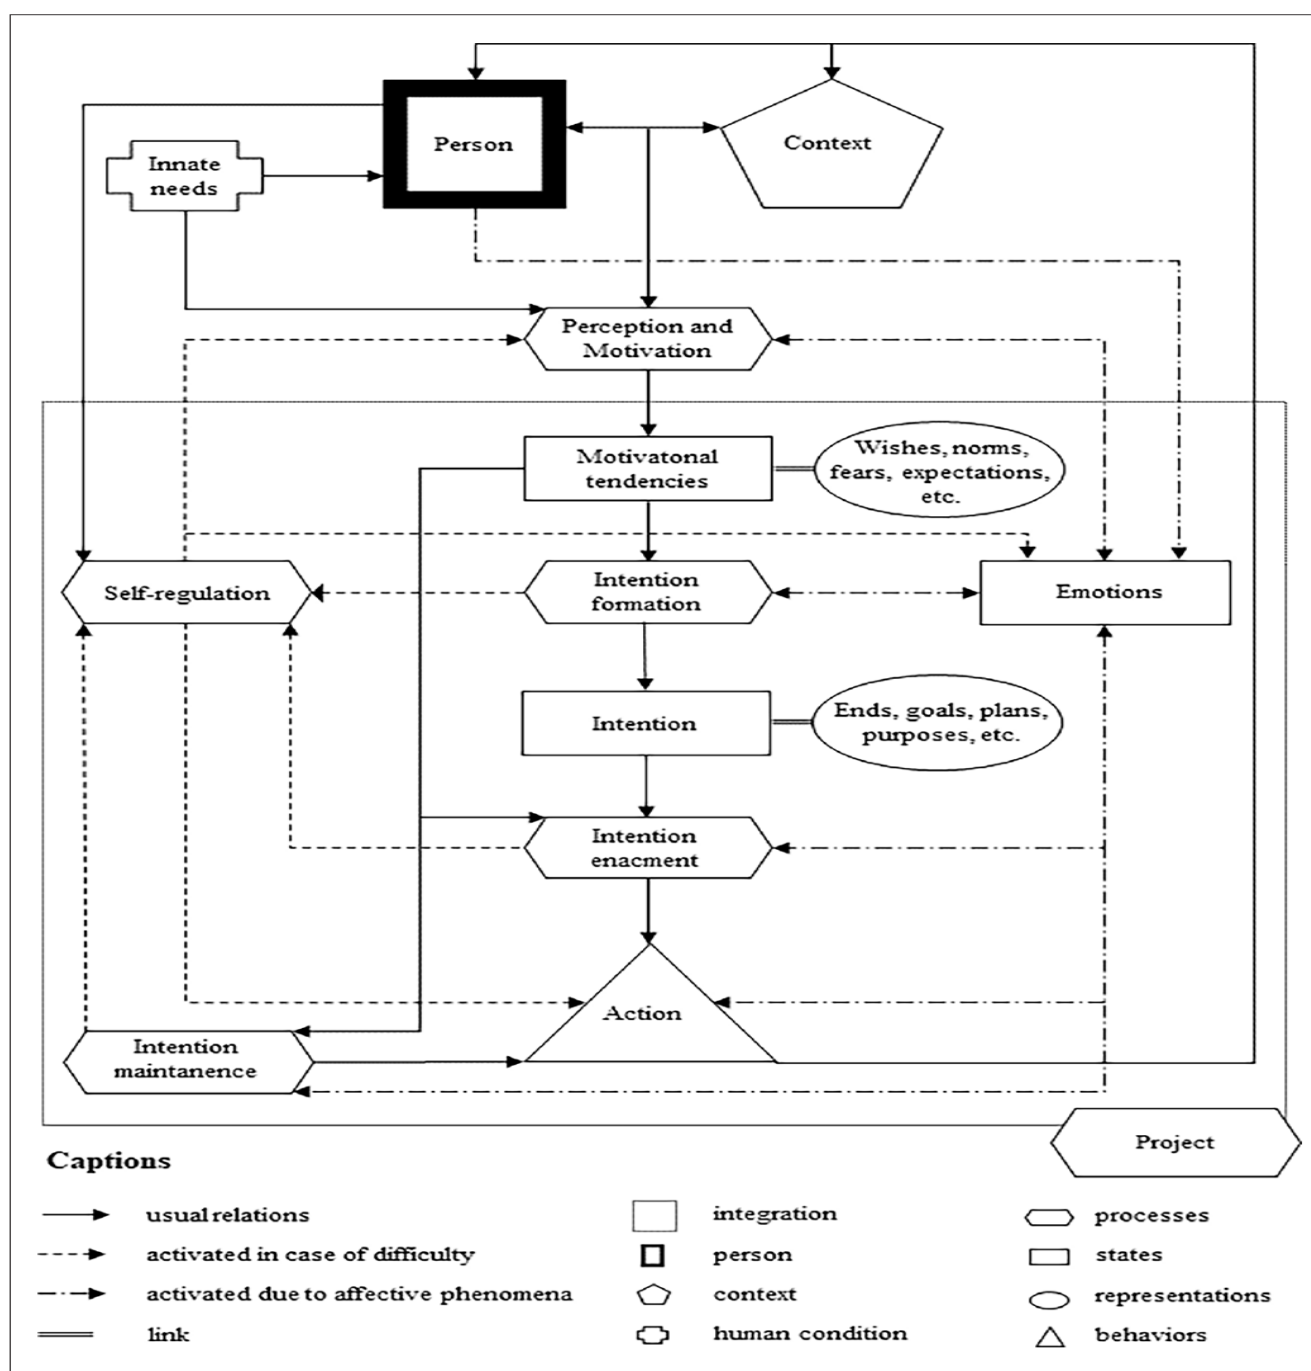 Person
Context
Innate
needs
Perception and
Motivation
Motivatonal
tendencies
Wishes, norms,
fears, expectations,
etc.
Self-regulation
Intention
formation
Emotions
Intention
Ends, goals, plans,
purposes, etc.
Intention
enacment
Action
Intention
maintanence
Project
Captions
usual relations
integration
processes
activated in case of difficulty
person
states
activated due to affective phenomena
context
representations
link
human condition
behaviors